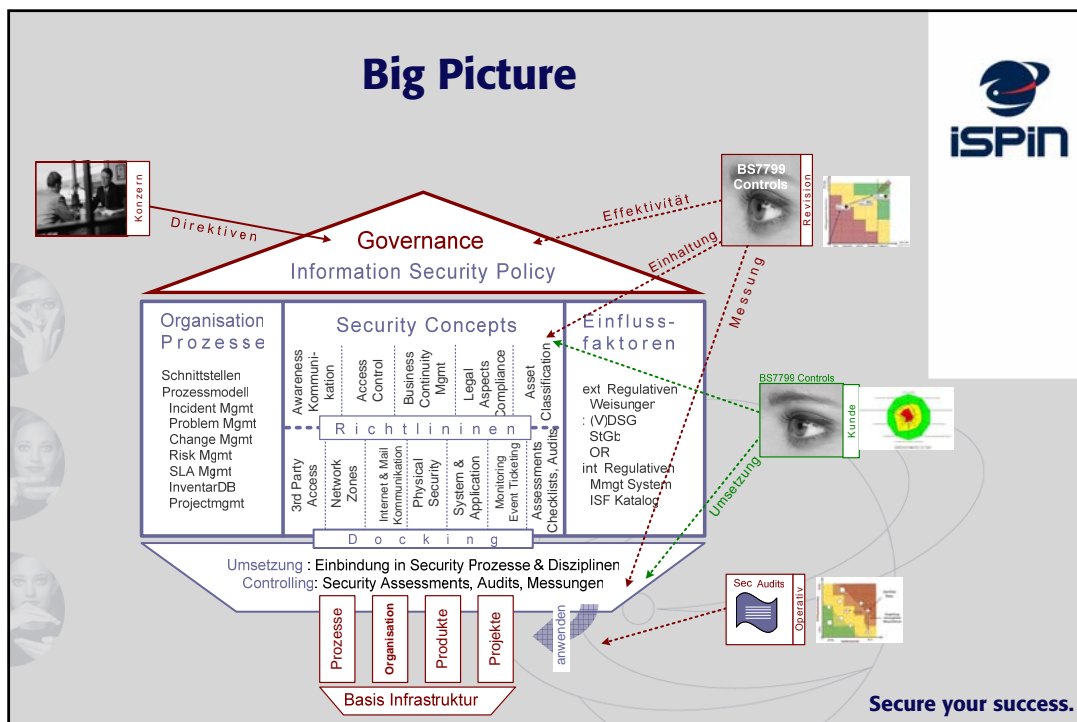 Big Picture
iSPiN
Konzern
Direktiven
Governance
Information Security Policy
Effektivität
Einhaltung
Messung
BS7799
Controls
Revision
Organisation
Prozesse
Schnittstellen
Prozessmodell
Incident Mgmt
Problem Mgmt
Change Mgmt
Risk Mgmt
SLA Mgmt
InventarDB
Projectmgmt
Security Concepts
Awareness
Kommuni-
kation
Access
Control
Business
Continuity
Mgmt
Legal
Aspects
Compliance
Asset
Classification
Richtlininen
3rd Party
Access
Network
Zones
Internet & Mail
Kommunikation
Physical
Security
System &
Application
Monitoring
Event Ticketing
Assessments
Checklists, Audits
Docking
Einfluss-
faktoren
ext Regulativen
Weisunger
: (V)DSG
StGb
OR
int Regulativen
Mmgt System
ISF Katalog
BS7799 Controls
Kunde
Umsetzung
Umsetzung : Einbindung in Security Prozesse & Disziplinen
Controlling: Security Assessments, Audits, Messungen
Prozesse
Organisation
Produkte
Projekte
anwenden
Basis Infrastruktur
Sec Audits
Operativ
Secure your success.